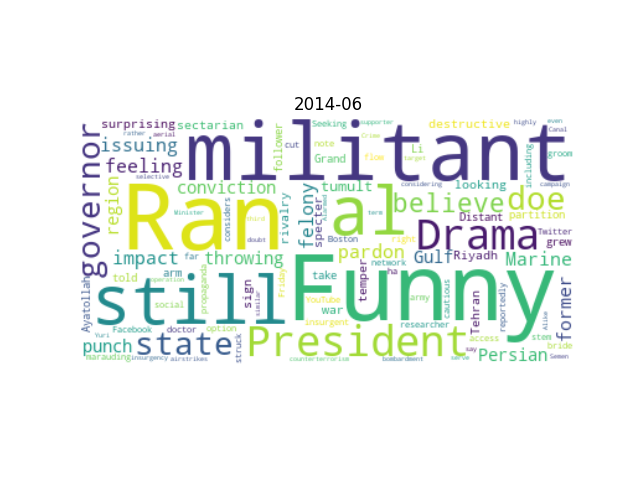 2014-06
surprising sectarian militant Seeking supporter destructive highly even
rather aerial Crime Canal
governor issuing follower cut note flow Li including groom
feeling Grand target
region conviction tumult considering looking campaign
selective
Ran al believe doe
Minister considers third rivalry felony specter Alarmed term Distant partition
doubt Boston right Drama Twitter grew
impact far throwing pardon Gulf Riyadh Marine
told arm sign take temper network ha
Ayatollah operation propaganda Friday YouTube war army cautious Tehran reportedly former
still social similar option insurgent Funny Alike
Facebook doctor researcher access stem
Yuri struck President say bride
punch state Persian
marauding insurgency airstrikes counterterrorism bombardment serve Semen